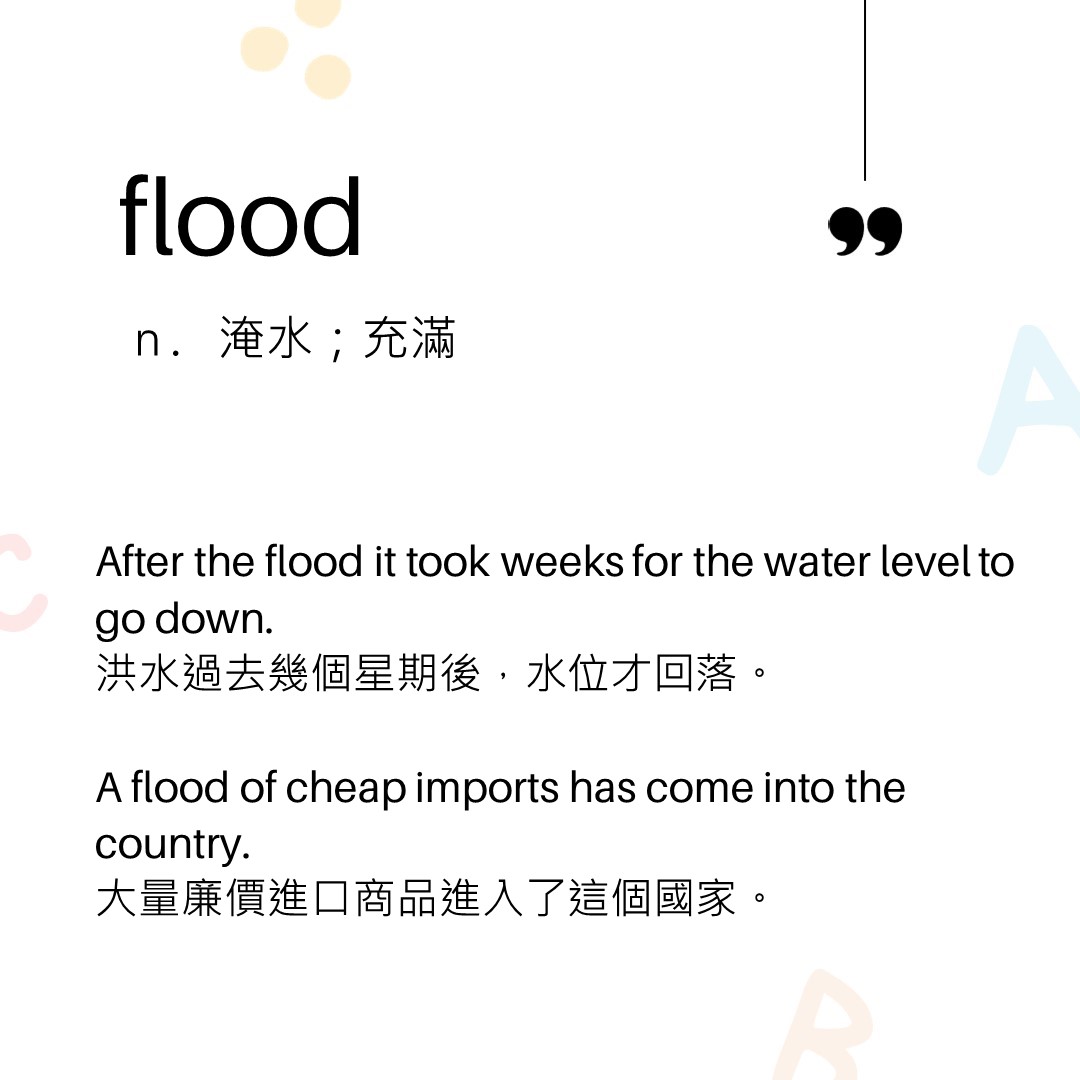 flood
n. 淹水；充滿
After the flood it took weeks for the water level to
go down.
洪水過去幾個星期後，水位才回落。
A flood of cheap imports has come into the
country.
大量廉價進口商品進入了這個國家。
A
C
B